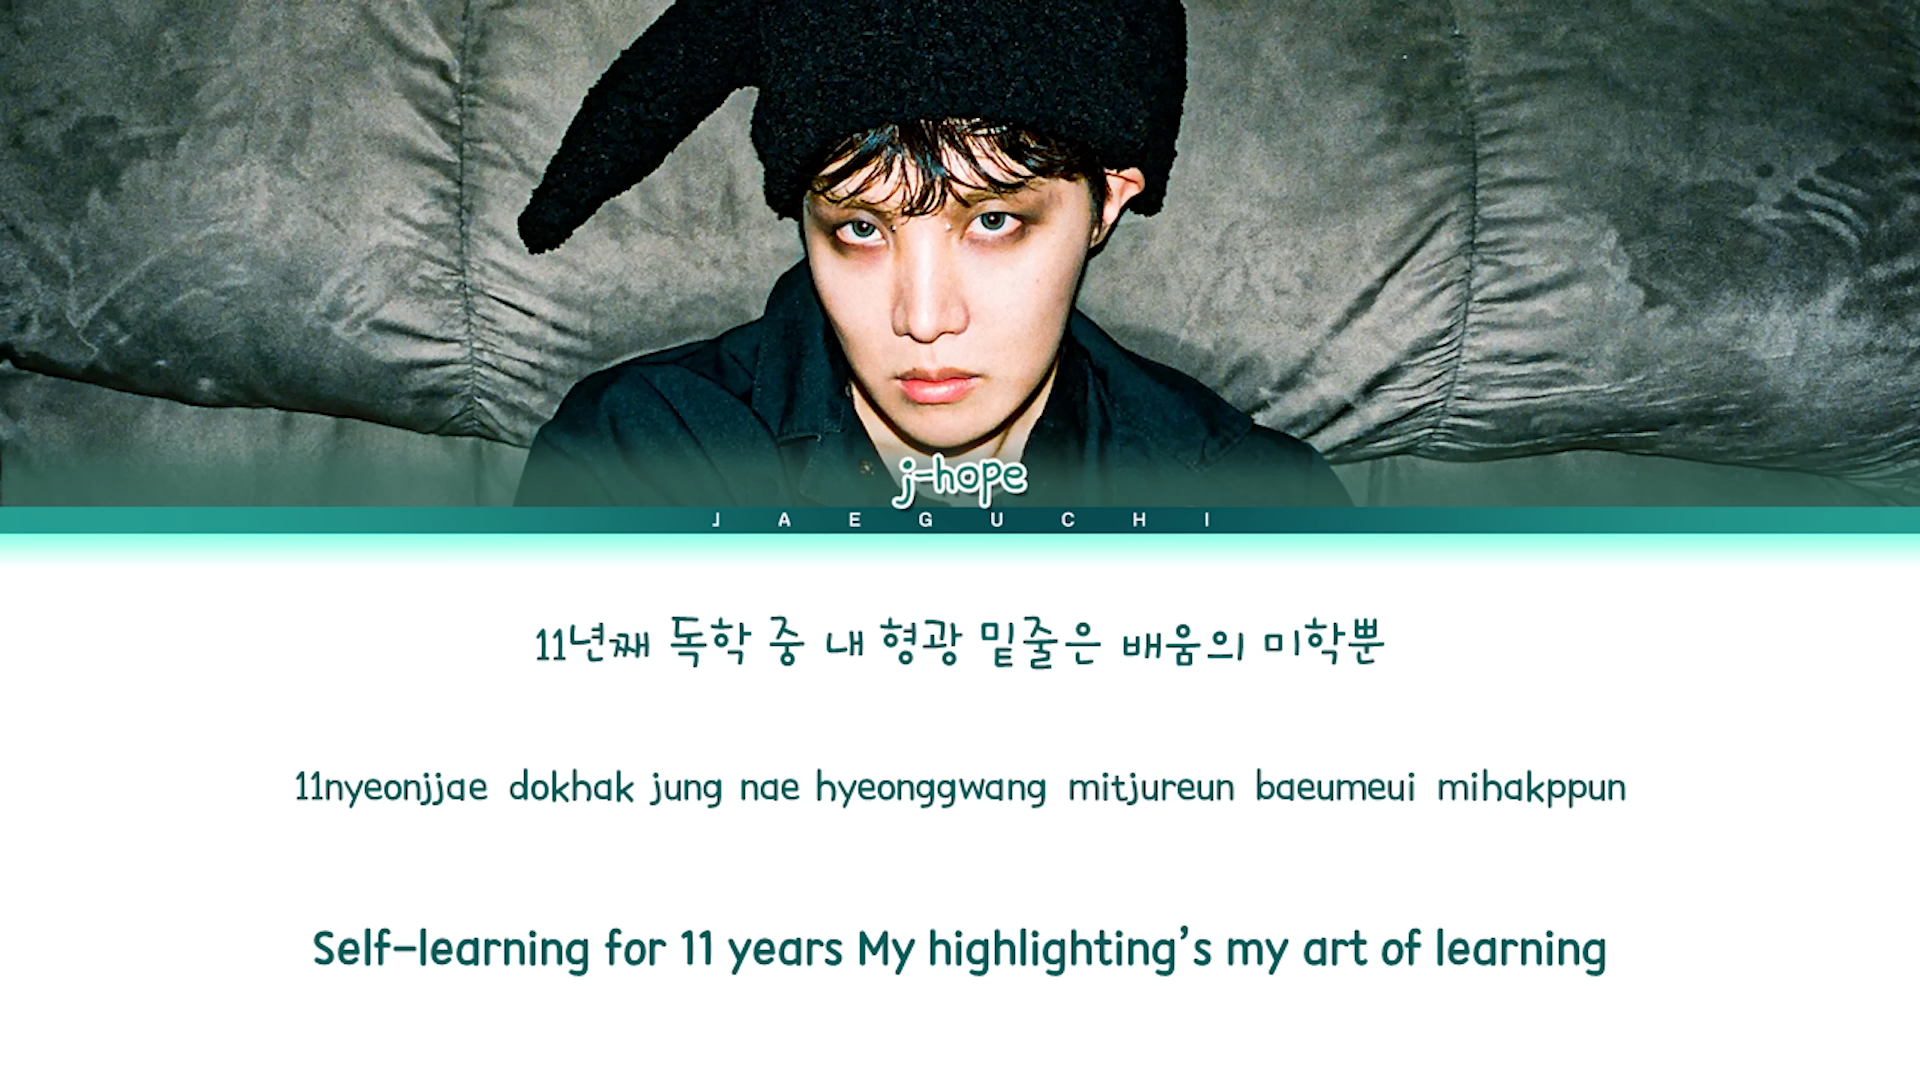 j-hope
JAEGUCHI
11년째 독학 중 내 형광 밑줄은 배움의 미학뿐
11nyeonjjae dokhak jung nae hyeonggwang mitjureun baeumeui mihakppun
Self-learning for 11 years My highlighting's my art of learning